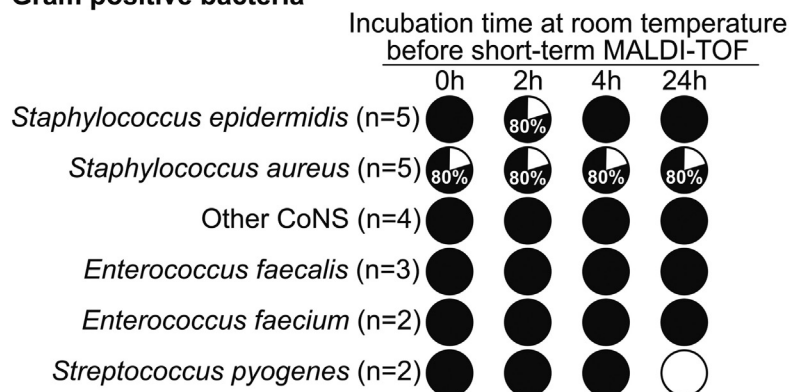 Gram positive bacteria
Incubation time at room temperature
before short-term MALDI-TOF
0h 2h 4h 24h
Staphylococcus epidermidis (n=5) 80%
Staphylococcus aureus (n=5) 80% 80% 80% 80%
Other CoNS (n=4)
Enterococcus faecalis (n=3)
Enterococcus faecium (n=2)
Streptococcus pyogenes (n=2)